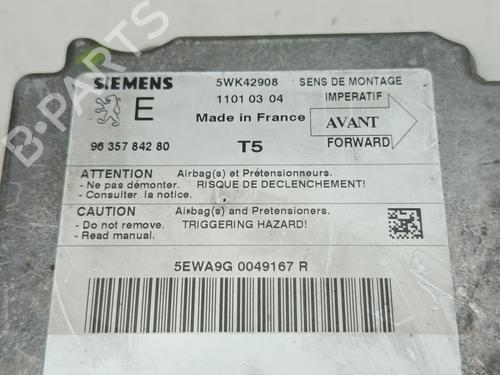 SIEMENS 5WK42908 SENS DE MONTAGE
E 1101 03 04 IMPERATIF
Made in France AVANT
96 357 842 80 T5 FORWARD
ATTENTION Airbag(s) et Prétensionneurs.
- Ne pas démonter. RISQUE DE DECLENCHEMENT!
- Consulter la notice.
CAUTION Airbag(s) and Pretensioners.
- Do not remove. TRIGGERING HAZARD!
- Read manual.
5EWA9G 0049167 R
B-PARTS